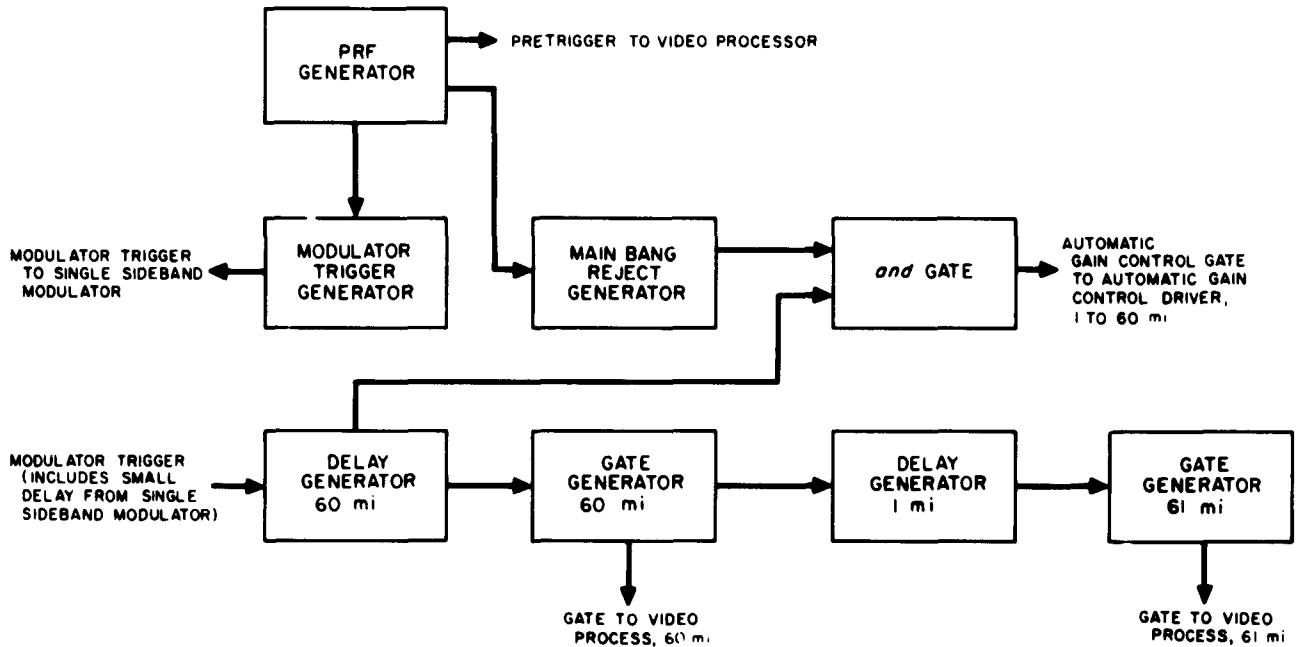 PRF
GENERATOR
PRETRIGGER TO VIDEO PROCESSOR
MODULATOR TRIGGER
TO SINGLE SIDEBAND
MODULATOR
MODULATOR
TRIGGER
GENERATOR
MAIN BANG
REJECT
GENERATOR
and GATE
AUTOMATIC
GAIN CONTROL GATE
TO AUTOMATIC GAIN
CONTROL DRIVER,
1 TO 60 mi
MODULATOR TRIGGER
(INCLUDES SMALL
DELAY FROM SINGLE
SIDEBAND MODULATOR)
DELAY
GENERATOR
60 mi
GATE
GENERATOR
60 mi
DELAY
GENERATOR
1 mi
GATE
GENERATOR
61 mi
GATE TO VIDEO
PROCESS, 60 mi
GATE TO VIDEO
PROCESS, 61 mi